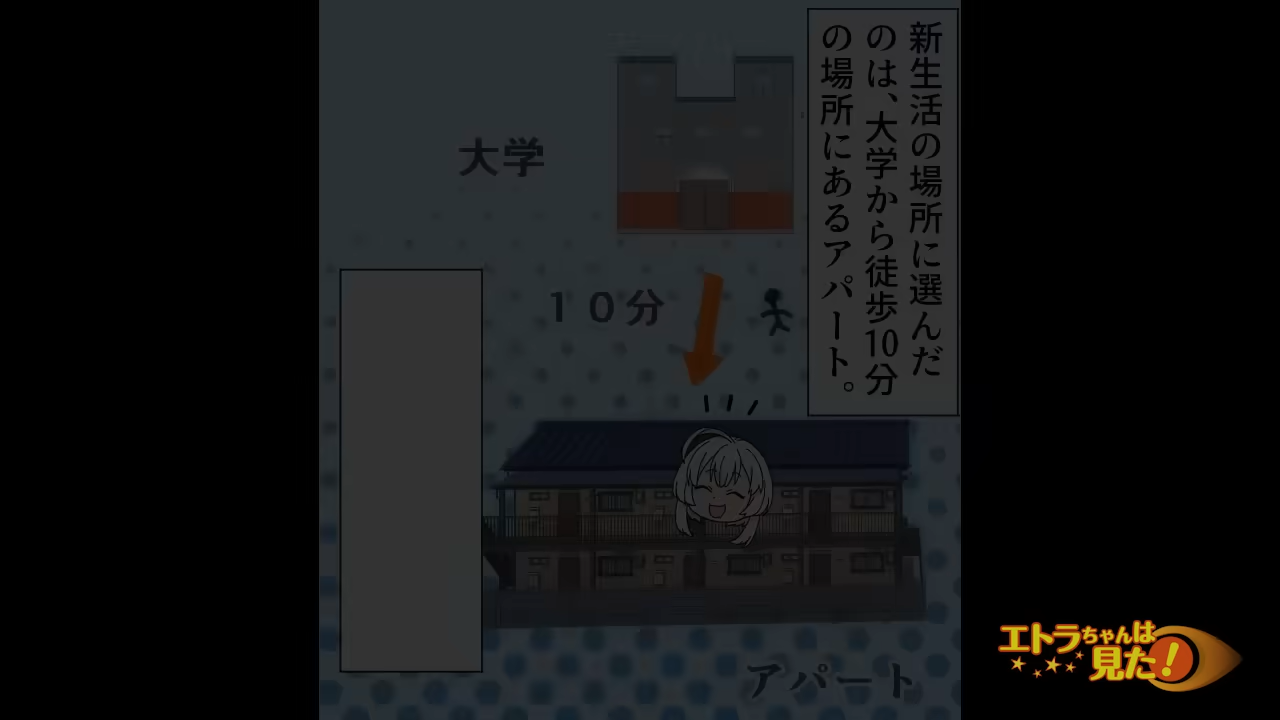 新生活の場所に選んだ
のは、大学から徒歩10分
の場所にあるアパート。
大学
１０分
アパート
エトラちゃんは
見た!